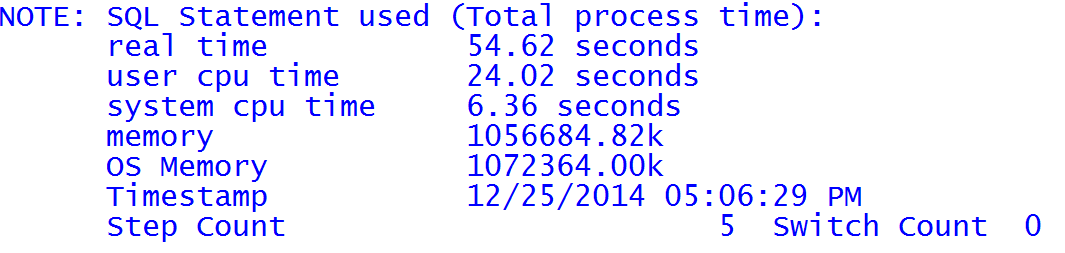 NOTE: SQL Statement used (Total process time):
real time 54.62 seconds
user cpu time 24.02 seconds
system cpu time 6.36 seconds
memory 1056684.82k
OS Memory 1072364.00k
Timestamp 12/25/2014 05:06:29 PM
Step Count 5 Switch Count 0